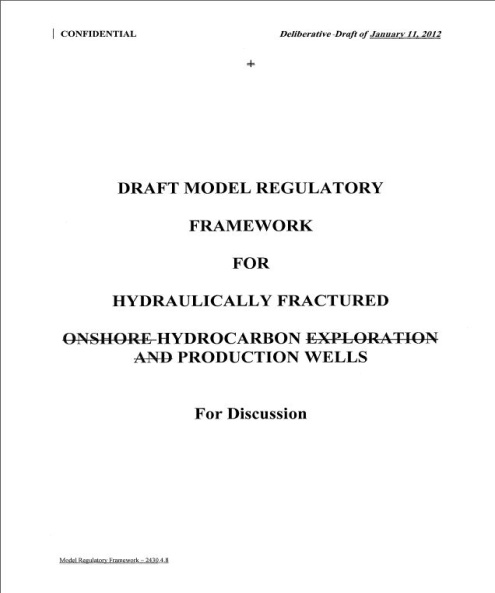 CONFIDENTIAL
Deliberative Draft of January 11, 2012
+
DRAFT MODEL REGULATORY
FRAMEWORK
FOR
HYDRAULICALLY FRACTURED
ONSHORE HYDROCARBON EXPLORATION
AND PRODUCTION WELLS
For Discussion
Model Regulatory Framework – 2430.4.8